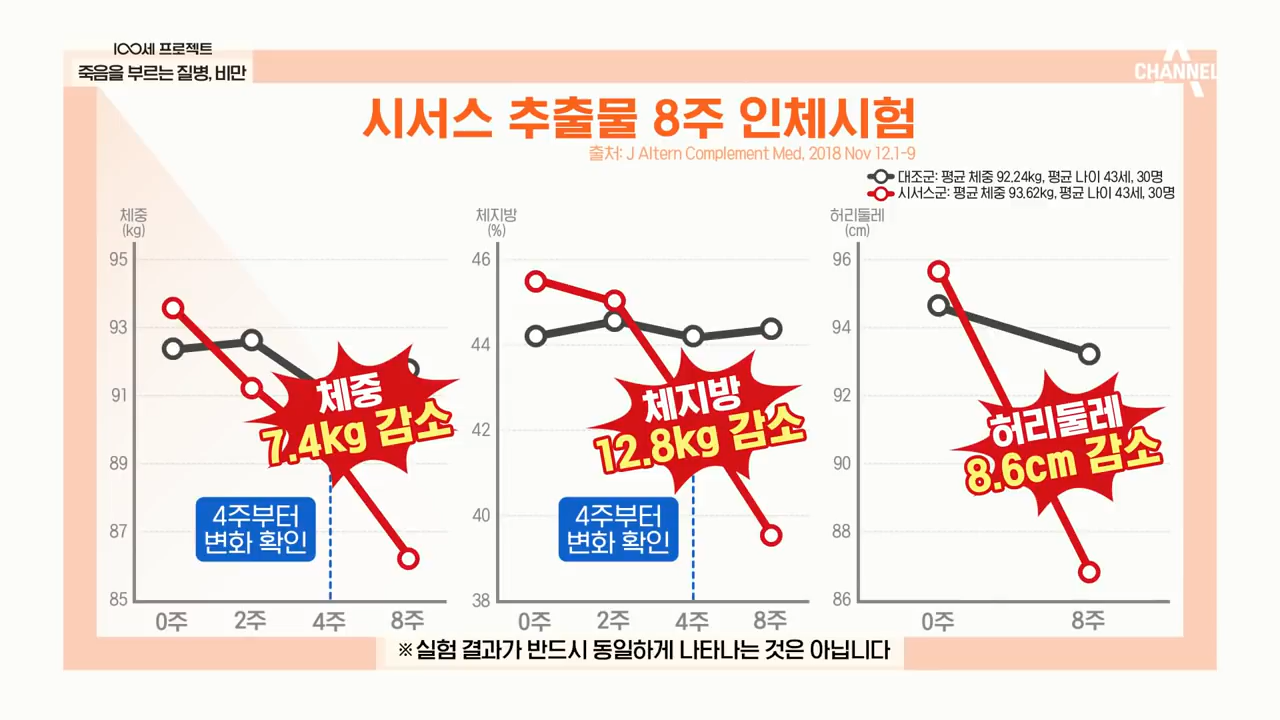 100세 프로젝트
죽음을 부르는 질병, 비만
CHANNEL A
시서스 추출물 8주 인체시험
출처: J Altern Complement Med, 2018 Nov 12.1-9
대조군: 평균 체중 92.24kg, 평균 나이 43세, 30명
시서스군: 평균 체중 93.62kg, 평균 나이 43세, 30명
체중
(kg)
95
93
91
89
87
85
0주 2주 4주 8주
체중
7.4kg 감소
4주부터
변화 확인
체지방
(%)
46
44
42
40
38
0주 2주 4주 8주
체지방
12.8kg 감소
4주부터
변화 확인
허리둘레
(cm)
96
94
92
90
88
86
0주 8주
허리둘레
8.6cm 감소
※ 실험 결과가 반드시 동일하게 나타나는 것은 아닙니다